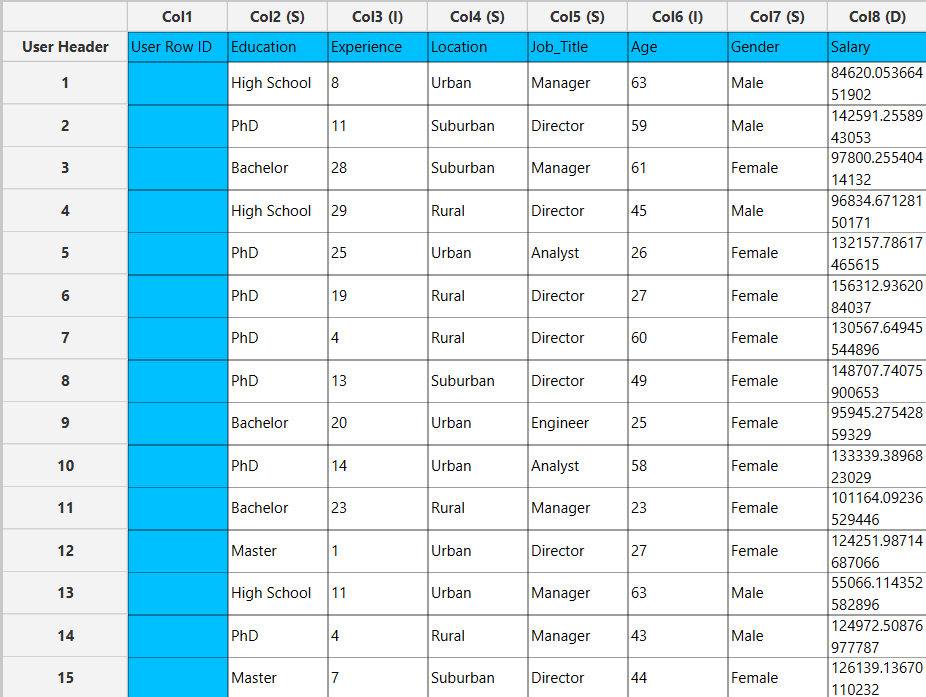 Col1 Col2 (S) Col3 (I) Col4 (S) Col5 (S) Col6 (I) Col7 (S) Col8 (D)
User Header User Row ID Education Experience Location Job_Title Age Gender Salary
1 High School 8 Urban Manager 63 Male 84620.053664
51902
2 PhD 11 Suburban Director 59 Male 142591.25589
43053
3 Bachelor 28 Suburban Manager 61 Female 97800.255404
14132
4 High School 29 Rural Director 45 Male 96834.671281
50171
5 PhD 25 Urban Analyst 26 Female 132157.78617
465615
6 PhD 19 Rural Director 27 Female 156312.93620
84037
7 PhD 4 Rural Director 60 Female 130567.64945
544896
8 PhD 13 Suburban Director 49 Female 148707.74075
900653
9 Bachelor 20 Urban Engineer 25 Female 95945.275428
59329
10 PhD 14 Urban Analyst 58 Female 133339.38968
23029
11 Bachelor 23 Rural Manager 23 Female 101164.09236
529446
12 Master 1 Urban Director 27 Female 124251.98714
687066
13 High School 11 Urban Manager 63 Male 55066.114352
582896
14 PhD 4 Rural Manager 43 Male 124972.50876
977787
15 Master 7 Suburban Director 44 Female 126139.13670
110232